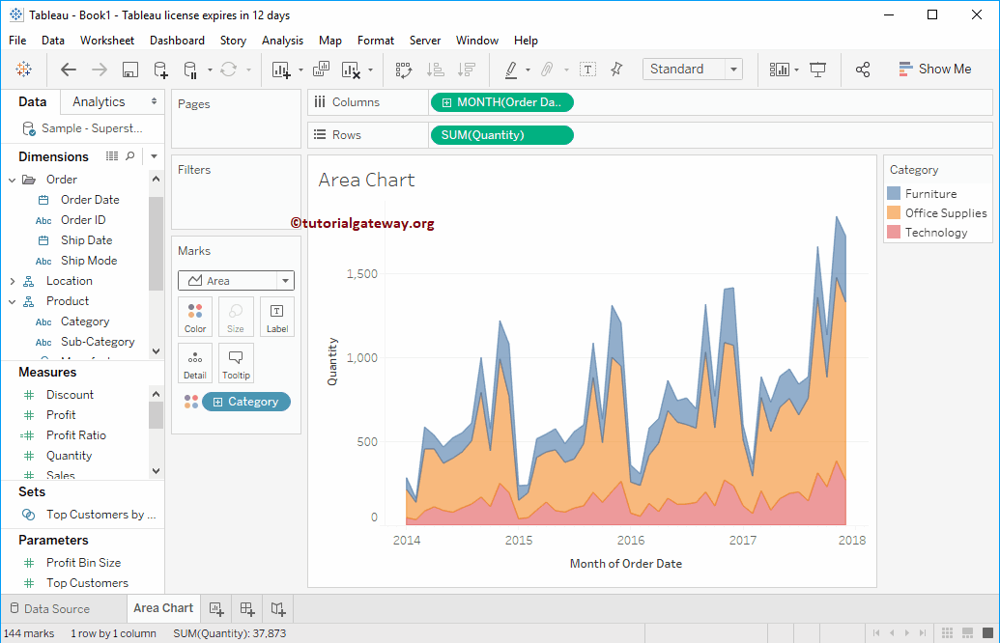 Tableau - Book1 - Tableau license expires in 12 days
File Data Worksheet Dashboard Story Analysis Map Format Server Window Help
Standard
Show Me
Data Analytics
Sample - Superst...
Dimensions
Order
Order Date
Abc Order ID
Ship Date
Abc Ship Mode
Location
Product
Abc Category
Abc Sub-Category
Measures
Discount
Profit
Profit Ratio
Quantity
Sales
Sets
Top Customers by ...
Parameters
Profit Bin Size
Top Customers
Pages
Filters
Marks
Area
Color Size Label
Detail Tooltip
Category
Columns MONTH(Order Da..
Rows SUM(Quantity)
Area Chart
©tutorialgateway.org
1,500
1,000
500
0
Quantity
2014 2015 2016 2017 2018
Month of Order Date
Category
Furniture
Office Supplies
Technology
Data Source Area Chart
144 marks 1 row by 1 column SUM(Quantity): 37,873